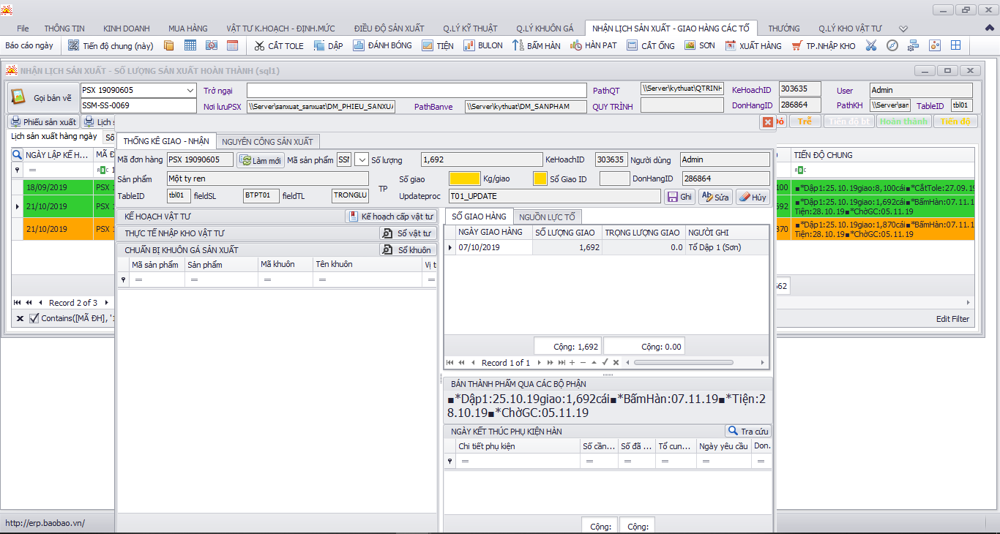 File THÔNG TIN KINH DOANH MUA HÀNG VẬT TƯ K.HOẠCH - ĐỊNH.MỨC ĐIỀU ĐỘ SẢN XUẤT Q.LÝ KỸ THUẬT Q.LÝ KHUÔN GÁ NHẬN LỊCH SẢN XUẤT - GIAO HÀNG CÁC TỔ THƯỞNG Q.LÝ KHO VẬT TƯ
Báo cáo ngày Tiến độ chung (này) CẮT TOLE DẬP ĐÁNH BÓNG TIỆN BULON BẤM HÀN HÀN PAT CẮT ỐNG SƠN XUẤT HÀNG TP.NHẬP KHO
NHẬN LỊCH SẢN XUẤT - SỐ LƯỢNG SẢN XUẤT HOÀN THÀNH (sql1)
Gọi bản vẽ PSX 19090605 Trở ngại PathQT \\Server\kythuat\QTRINH KeHoachID 303635 User Admin
SSM-SS-0069 Nơi lưuPSX \\Server\sanxuat_sanxuat\DM_PHIEU_SANXUA PathBanve \\Server\kythuat\DM_SANPHAM QUY TRÌNH DonHangID 286864 PathKH \\Server\san TableID tbl01
Phiếu sản xuất Lịch s Đỏ Trễ Tiến độ bt Hoàn thành Tiến độ
Lịch sản xuất hàng ngày Số
NGÀY LẬP KẾ H... MÃ Đ TIẾN ĐỘ CHUNG
18/09/2019 PSX 1 100 ■*Dập1:25.10.19giao:8,100cái■*CắtTole:27.09.19
21/10/2019 PSX 1 692 ■*Dập1:25.10.19giao:1,692cái■*BấmHàn:07.11.19
Tiện:28.10.19■*ChờGC:05.11.19
21/10/2019 PSX 1 870 ■*Dập1:25.10.19giao:1,870cái■*BấmHàn:07.11.19
Tiện:28.10.19■*ChờGC:05.11.19
662
Record 2 of 3
Contains([MÃ ĐH], '1 Edit Filter
THỐNG KÊ GIAO - NHẬN NGUYÊN CÔNG SẢN XUẤT
Mã đơn hàng PSX 19090605 Làm mới Mã sản phẩm SSM Số lượng 1,692 KeHoachID 303635 Người dùng Admin
Sản phẩm Một ty ren TP Số giao Kg/giao Số Giao ID DonHangID 286864
TableID tbl01 fieldSL BTPT01 fieldTL TRONGLU Updateproc T01_UPDATE Ghi Sửa Hủy
KẾ HOẠCH VẬT TƯ Kế hoạch cấp vật tư
THỰC TẾ NHẬP KHO VẬT TƯ Số vật tư
CHUẨN BỊ KHUÔN GÁ SẢN XUẤT Số khuôn
Mã sản phẩm Sản phẩm Mã khuôn Tên khuôn Vị t
SỐ GIAO HÀNG NGUỒN LỰC TỔ
NGÀY GIAO HÀNG SỐ LƯỢNG GIAO TRỌNG LƯỢNG GIAO NGƯỜI GHI
07/10/2019 1,692 0.0 Tổ Dập 1 (Sơn)
Cộng: 1,692 Cộng: 0.00
Record 1 of 1
BÁN THÀNH PHẨM QUA CÁC BỘ PHẬN
■*Dập1:25.10.19giao:1,692cái■*BấmHàn:07.11.19■*Tiện:2
8.10.19■*ChờGC:05.11.19
NGÀY KẾT THÚC PHỤ KIỆN HÀN Tra cứu
Chi tiết phụ kiện Số cần... Số đã ... Tổ cun... Ngày yêu cầu Don.
Cộng: Cộng:
http://erp.baobao.vn/